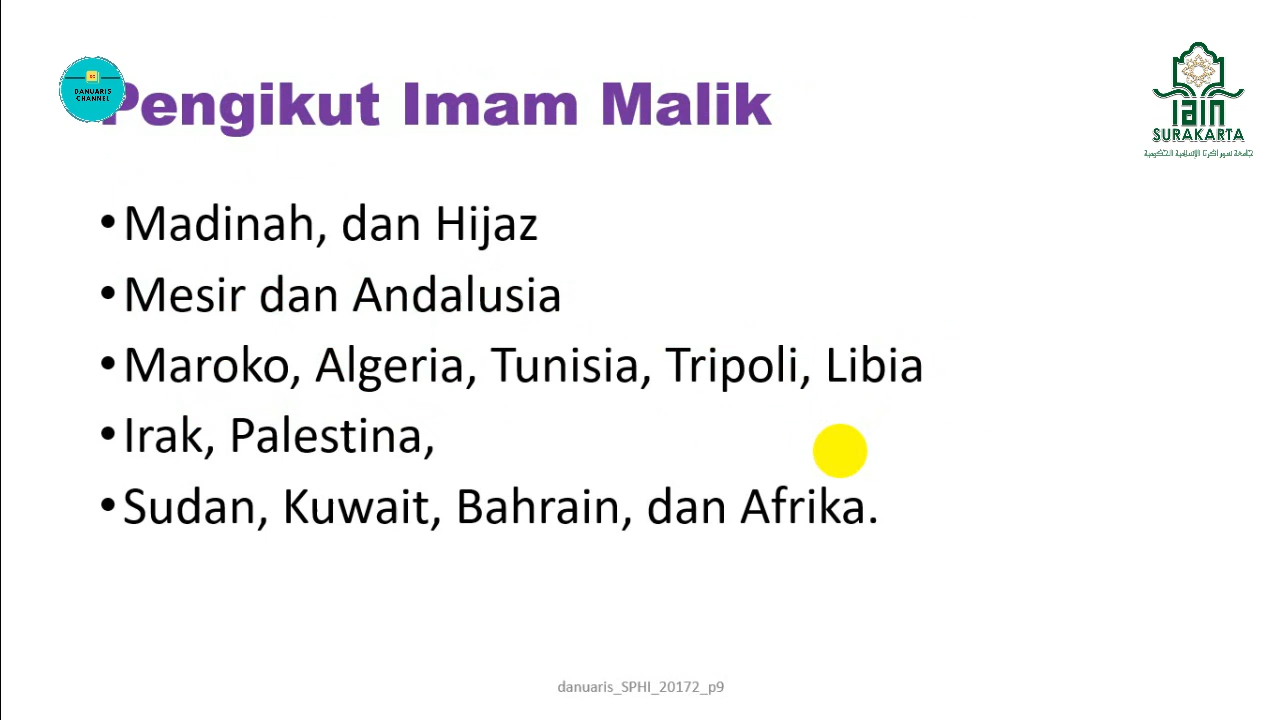 DANUARIS
CHANNEL
Pengikut Imam Malik
iain
SURAKARTA
• Madinah, dan Hijaz
• Mesir dan Andalusia
• Maroko, Algeria, Tunisia, Tripoli, Libia
• Irak, Palestina,
• Sudan, Kuwait, Bahrain, dan Afrika.
danuaris_SPHI_20172_p9